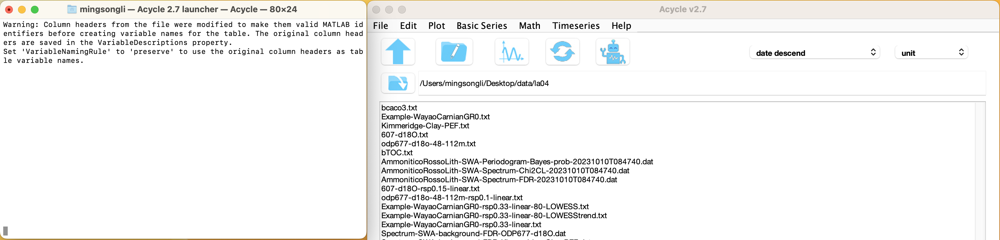 mingsongli — Acycle 2.7 launcher — Acycle — 80×24
Warning: Column headers from the file were modified to make them valid MATLAB id
entifiers before creating variable names for the table. The original column head
ers are saved in the VariableDescriptions property.
Set 'VariableNamingRule' to 'preserve' to use the original column headers as tab
le variable names.
Acycle v2.7
File Edit Plot Basic Series Math Timeseries Help
date descend
unit
/Users/mingsongli/Desktop/data/la04
bcaco3.txt
Example-WayaoCarnianGR0.txt
Kimmeridge-Clay-PEF.txt
607-d18O.txt
odp677-d18o-48-112m.txt
bTOC.txt
AmmoniticoRossoLith-SWA-Periodogram-Bayes-prob-20231010T084740.dat
AmmoniticoRossoLith-SWA-Spectrum-Chi2CL-20231010T084740.dat
AmmoniticoRossoLith-SWA-Spectrum-FDR-20231010T084740.dat
607-d18O-rsp0.15-linear.txt
odp677-d18o-48-112m-rsp0.1-linear.txt
Example-WayaoCarnianGR0-rsp0.33-linear-80-LOWESS.txt
Example-WayaoCarnianGR0-rsp0.33-linear-80-LOWESStrend.txt
Example-WayaoCarnianGR0-rsp0.33-linear.txt
Spectrum-SWA-background-FDR-ODP677-d18O.dat